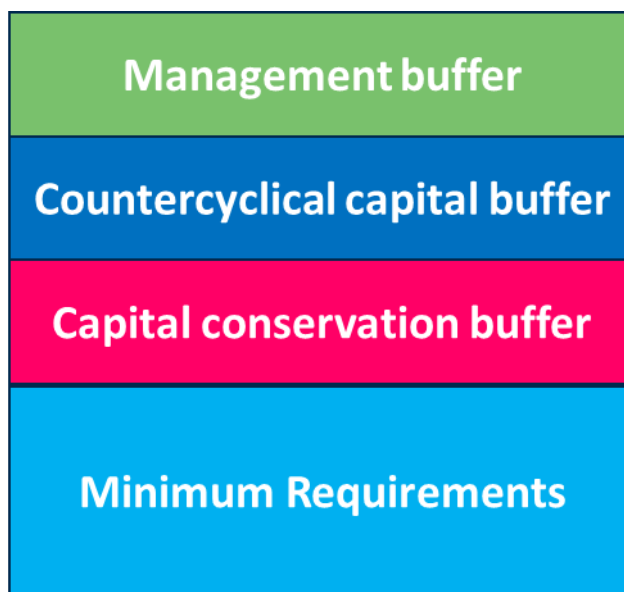 Management buffer
Countercyclical capital buffer
Capital conservation buffer
Minimum Requirements